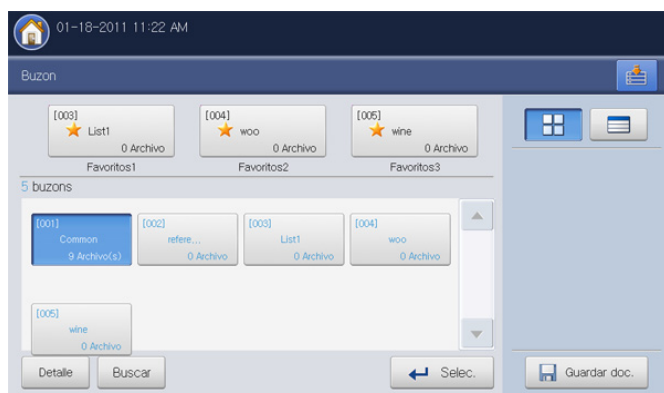 01-18-2011 11:22 AM
Buzon
[003]
List1
0 Archivo
Favoritos1
[004]
woo
0 Archivo
Favoritos2
[005]
wine
0 Archivo
Favoritos3
5 buzons
[001]
Common
9 Archivo(s)
[002]
refere...
0 Archivo
[003]
List1
0 Archivo
[004]
woo
0 Archivo
[005]
wine
0 Archivo
Detalle
Buscar
Selec.
Guardar doc.